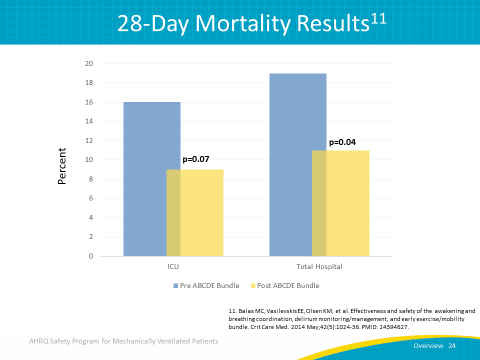 28-Day Mortality Results11
20
18
16
14
12
10
8
6
4
2
0
Percent
p=0.07
p=0.04
ICU
Total Hospital
Pre ABCDE Bundle
Post ABCDE Bundle
11. Balas MC, Vasilevskis EE, Olsen KM, et al. Effectiveness and safety of the awakening and
breathing coordination, delirium monitoring/management, and early exercise/mobility
bundle. Crit Care Med. 2014 May;42(5):1024-36. PMID: 24394627.
AHRQ Safety Program for Mechanically Ventilated Patients
Overview 24